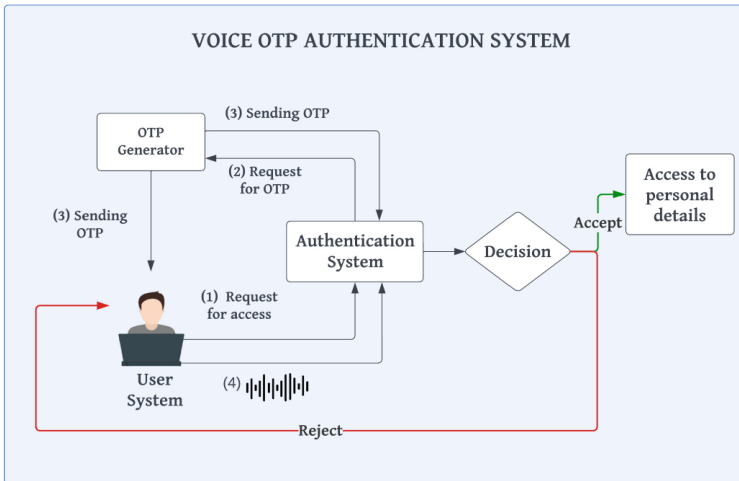 VOICE OTP AUTHENTICATION SYSTEM
(3) Sending OTP
OTP
Generator
(2) Request
for OTP
Access to
personal
details
(3) Sending
OTP
Accept
Authentication
System
Decision
(1) Request
for access
User
System
(4)
Reject